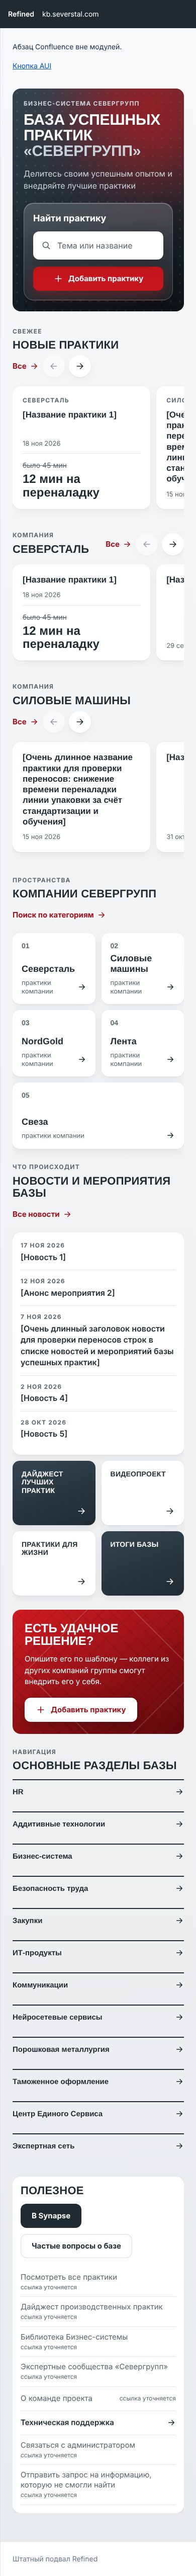 Refined kb.severstal.com
Абзац Confluence вне модулей.
Кнопка AUI
БИЗНЕС-СИСТЕМА СЕВЕРГРУПП
БАЗА УСПЕШНЫХ
ПРАКТИК
«СЕВЕРГРУПП»
Делитесь своим успешным опытом и
внедряйте лучшие практики
Найти практику
Тема или название
Добавить практику
СВЕЖЕЕ
НОВЫЕ ПРАКТИКИ
Все → ← →
СЕВЕРСТАЛЬ
[Название практики 1]
18 ноя 2026
было 45 мин
12 мин на
переналадку
КОМПАНИЯ
СЕВЕРСТАЛЬ
Все → ← →
[Название практики 1]
18 ноя 2026
было 45 мин
12 мин на
переналадку
КОМПАНИЯ
СИЛОВЫЕ МАШИНЫ
Все → ← →
[Очень длинное название
практики для проверки
переносов: снижение
времени переналадки
линии упаковки за счёт
стандартизации и
обучения]
15 ноя 2026
ПРОСТРАНСТВА
КОМПАНИИ СЕВЕРГРУПП
Поиск по категориям →
01
Северсталь
практики
компании →
02
Силовые
машины
практики
компании →
03
NordGold
практики
компании →
04
Лента
практики
компании →
05
Свеза
практики компании →
ЧТО ПРОИСХОДИТ
НОВОСТИ И МЕРОПРИЯТИЯ
БАЗЫ
Все новости →
17 НОЯ 2026
[Новость 1]
12 НОЯ 2026
[Анонс мероприятия 2]
7 НОЯ 2026
[Очень длинный заголовок новости
для проверки переносов строк в
списке новостей и мероприятий базы
успешных практик]
2 НОЯ 2026
[Новость 4]
28 ОКТ 2026
[Новость 5]
ДАЙДЖЕСТ
ЛУЧШИХ
ПРАКТИК
→
ВИДЕОПРОЕКТ
→
ПРАКТИКИ ДЛЯ
ЖИЗНИ
→
ИТОГИ БАЗЫ
→
ЕСТЬ УДАЧНОЕ
РЕШЕНИЕ?
Опишите его по шаблону — коллеги из
других компаний группы смогут
внедрить его у себя.
Добавить практику
НАВИГАЦИЯ
ОСНОВНЫЕ РАЗДЕЛЫ БАЗЫ
HR →
Аддитивные технологии →
Бизнес-система →
Безопасность труда →
Закупки →
ИТ-продукты →
Коммуникации →
Нейросетевые сервисы →
Порошковая металлургия →
Таможенное оформление →
Центр Единого Сервиса →
Экспертная сеть →
ПОЛЕЗНОЕ
В Synapse
Частые вопросы о базе
Посмотреть все практики
ссылка уточняется
Дайджест производственных практик
ссылка уточняется
Библиотека Бизнес-системы
ссылка уточняется
Экспертные сообщества «Севергрупп»
ссылка уточняется
О команде проекта ссылка уточняется
Техническая поддержка →
Связаться с администратором
ссылка уточняется
Отправить запрос на информацию,
которую не смогли найти
ссылка уточняется
Штатный подвал Refined